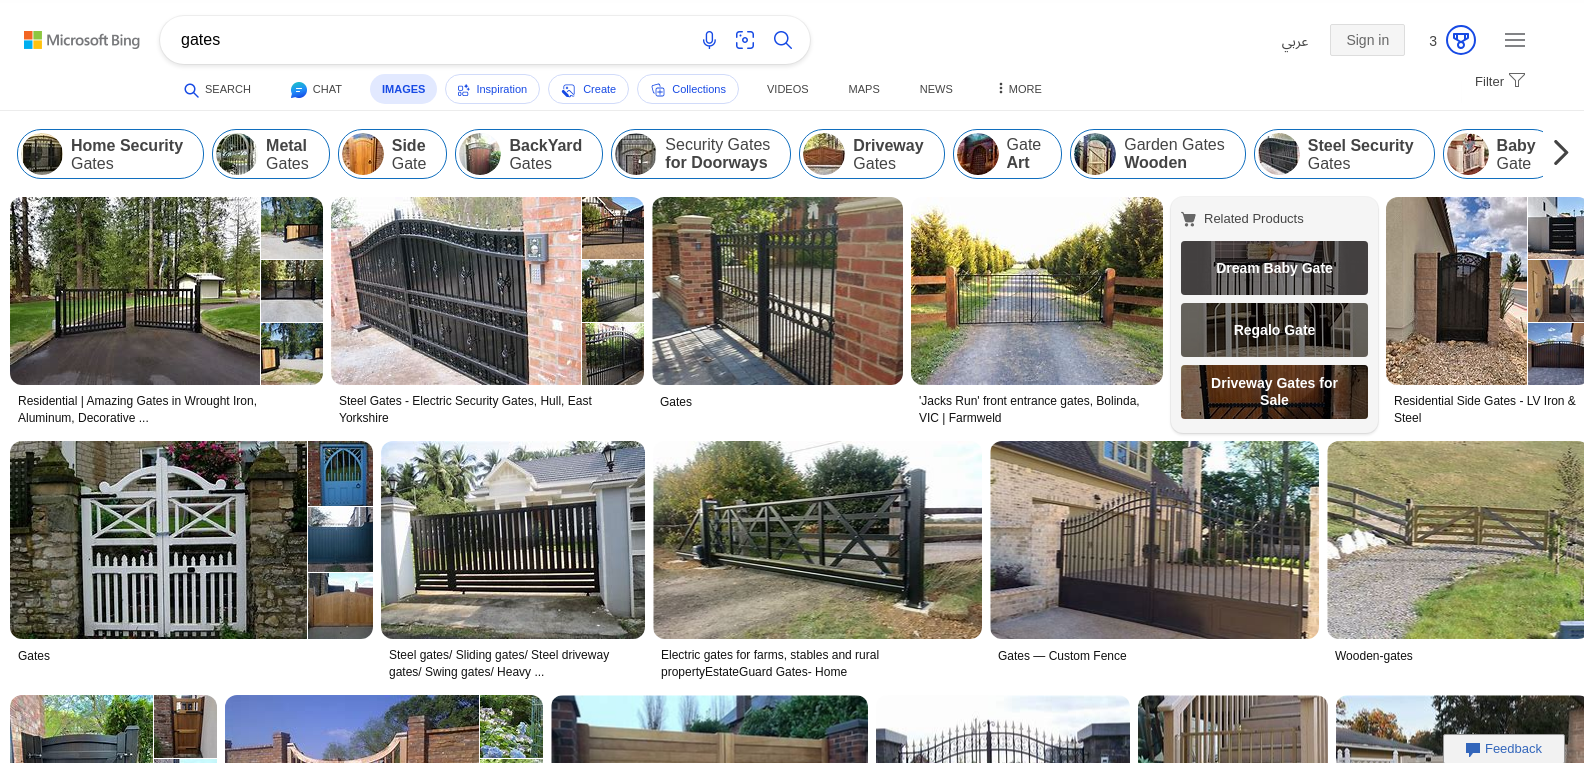 Microsoft Bing
gates
عربي
Sign in
3
SEARCH
CHAT
IMAGES
Inspiration
Create
Collections
VIDEOS
MAPS
NEWS
MORE
Filter
Home Security
Gates
Metal
Gates
Side
Gate
BackYard
Gates
Security Gates
for Doorways
Driveway
Gates
Gate
Art
Garden Gates
Wooden
Steel Security
Gates
Baby
Gate
Residential | Amazing Gates in Wrought Iron,
Aluminum, Decorative ...
Steel Gates - Electric Security Gates, Hull, East
Yorkshire
Gates
'Jacks Run' front entrance gates, Bolinda,
VIC | Farmweld
Related Products
Dream Baby Gate
Regalo Gate
Driveway Gates for
Sale
Residential Side Gates - LV Iron &
Steel
Gates
Steel gates/ Sliding gates/ Steel driveway
gates/ Swing gates/ Heavy ...
Electric gates for farms, stables and rural
propertyEstateGuard Gates- Home
Gates — Custom Fence
Wooden-gates
Feedback